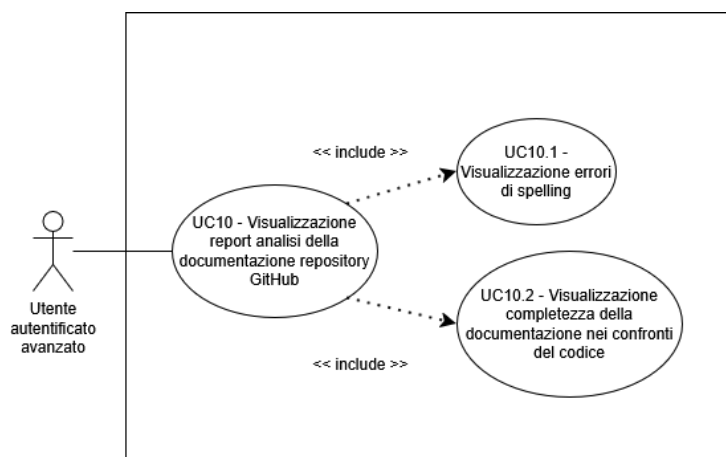 << include >>
UC10.1 -
Visualizzazione errori
di spelling
UC10 - Visualizzazione
report analisi della
documentazione repository
GitHub
Utente
autentificato
avanzato
UC10.2 - Visualizzazione
completezza della
documentazione nei confronti
del codice
<< include >>